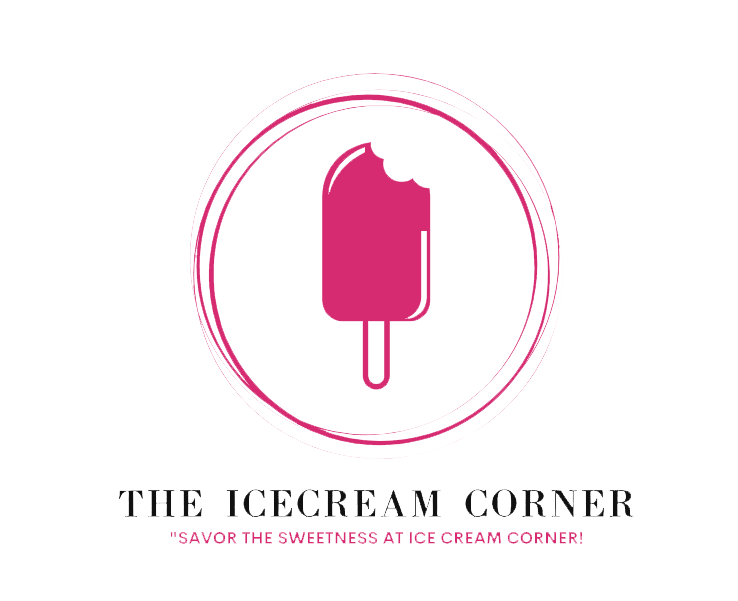 THE ICECREAM CORNER
"SAVOR THE SWEETNESS AT ICE CREAM CORNER!